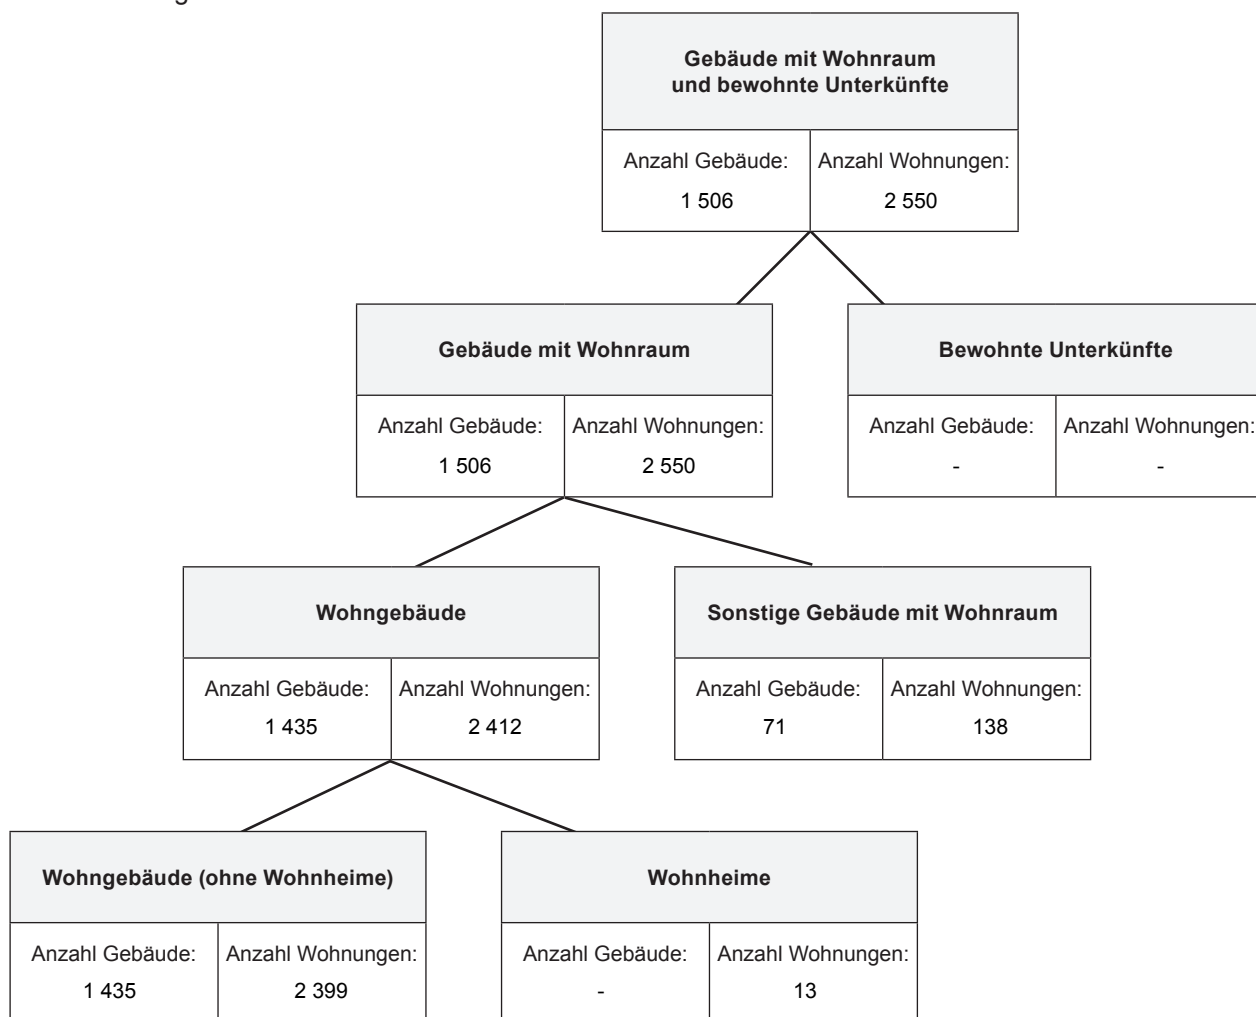 Gebäude mit Wohnraum
und bewohnte Unterkünfte
Anzahl Gebäude: Anzahl Wohnungen:
1 506 2 550
Gebäude mit Wohnraum Bewohnte Unterkünfte
Anzahl Gebäude: Anzahl Wohnungen: Anzahl Gebäude: Anzahl Wohnungen:
1 506 2 550 - -
Wohngebäude Sonstige Gebäude mit Wohnraum
Anzahl Gebäude: Anzahl Wohnungen: Anzahl Gebäude: Anzahl Wohnungen:
1 435 2 412 71 138
Wohngebäude (ohne Wohnheime) Wohnheime
Anzahl Gebäude: Anzahl Wohnungen: Anzahl Gebäude: Anzahl Wohnungen:
1 435 2 399 - 13